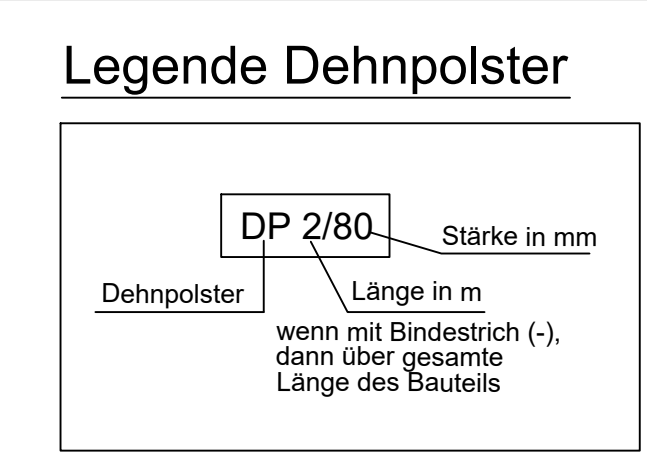 Legende Dehnpolster
DP 2/80
Stärke in mm
Dehnpolster
Länge in m
wenn mit Bindestrich (-),
dann über gesamte
Länge des Bauteils